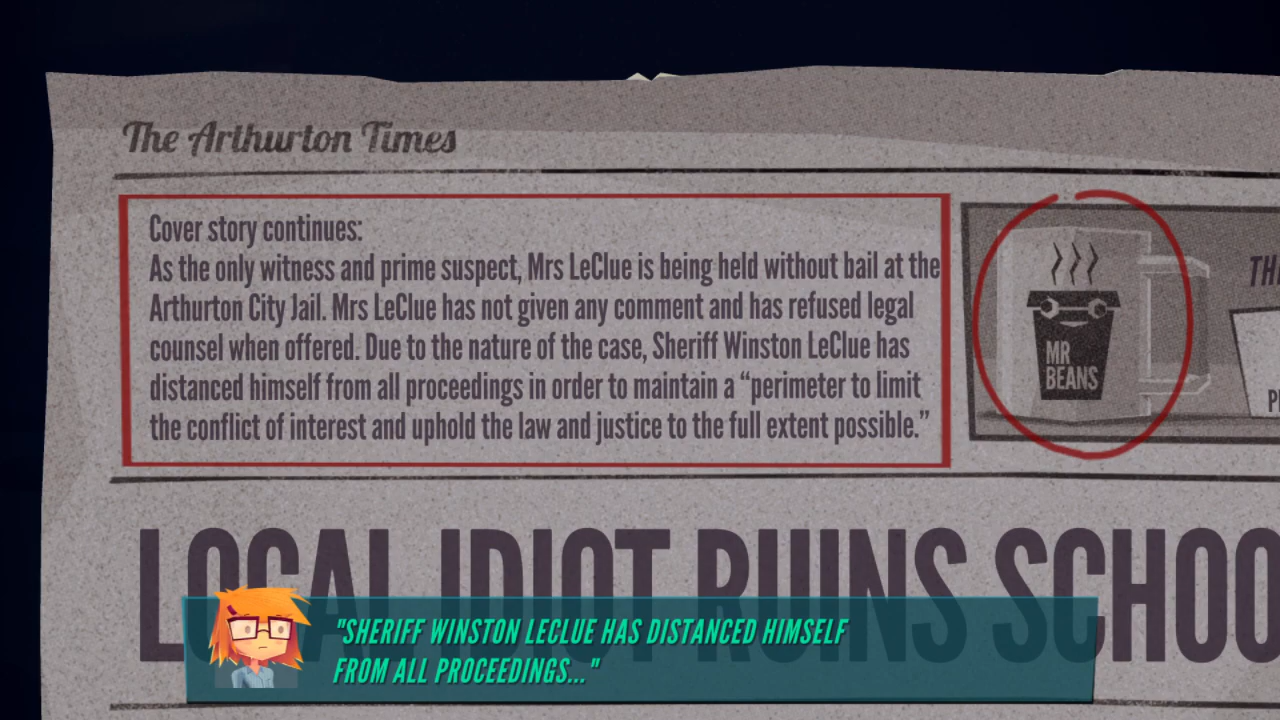 The Arthurton Times
Cover story continues:
As the only witness and prime suspect, Mrs LeClue is being held without bail at the
Arthurton City Jail. Mrs LeClue has not given any comment and has refused legal
counsel when offered. Due to the nature of the case, Sheriff Winston LeClue has
distanced himself from all proceedings in order to maintain a “perimeter to limit
the conflict of interest and uphold the law and justice to the full extent possible.”
MR
BEANS
LOCAL IDIOT RUINS
"SHERIFF WINSTON LECLUE HAS DISTANCED HIMSELF
FROM ALL PROCEEDINGS..."